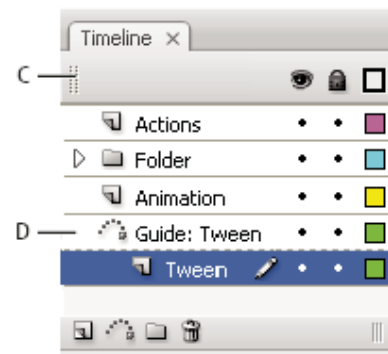 Timeline ×
C
Actions
Folder
Animation
D Guide: Tween
Tween